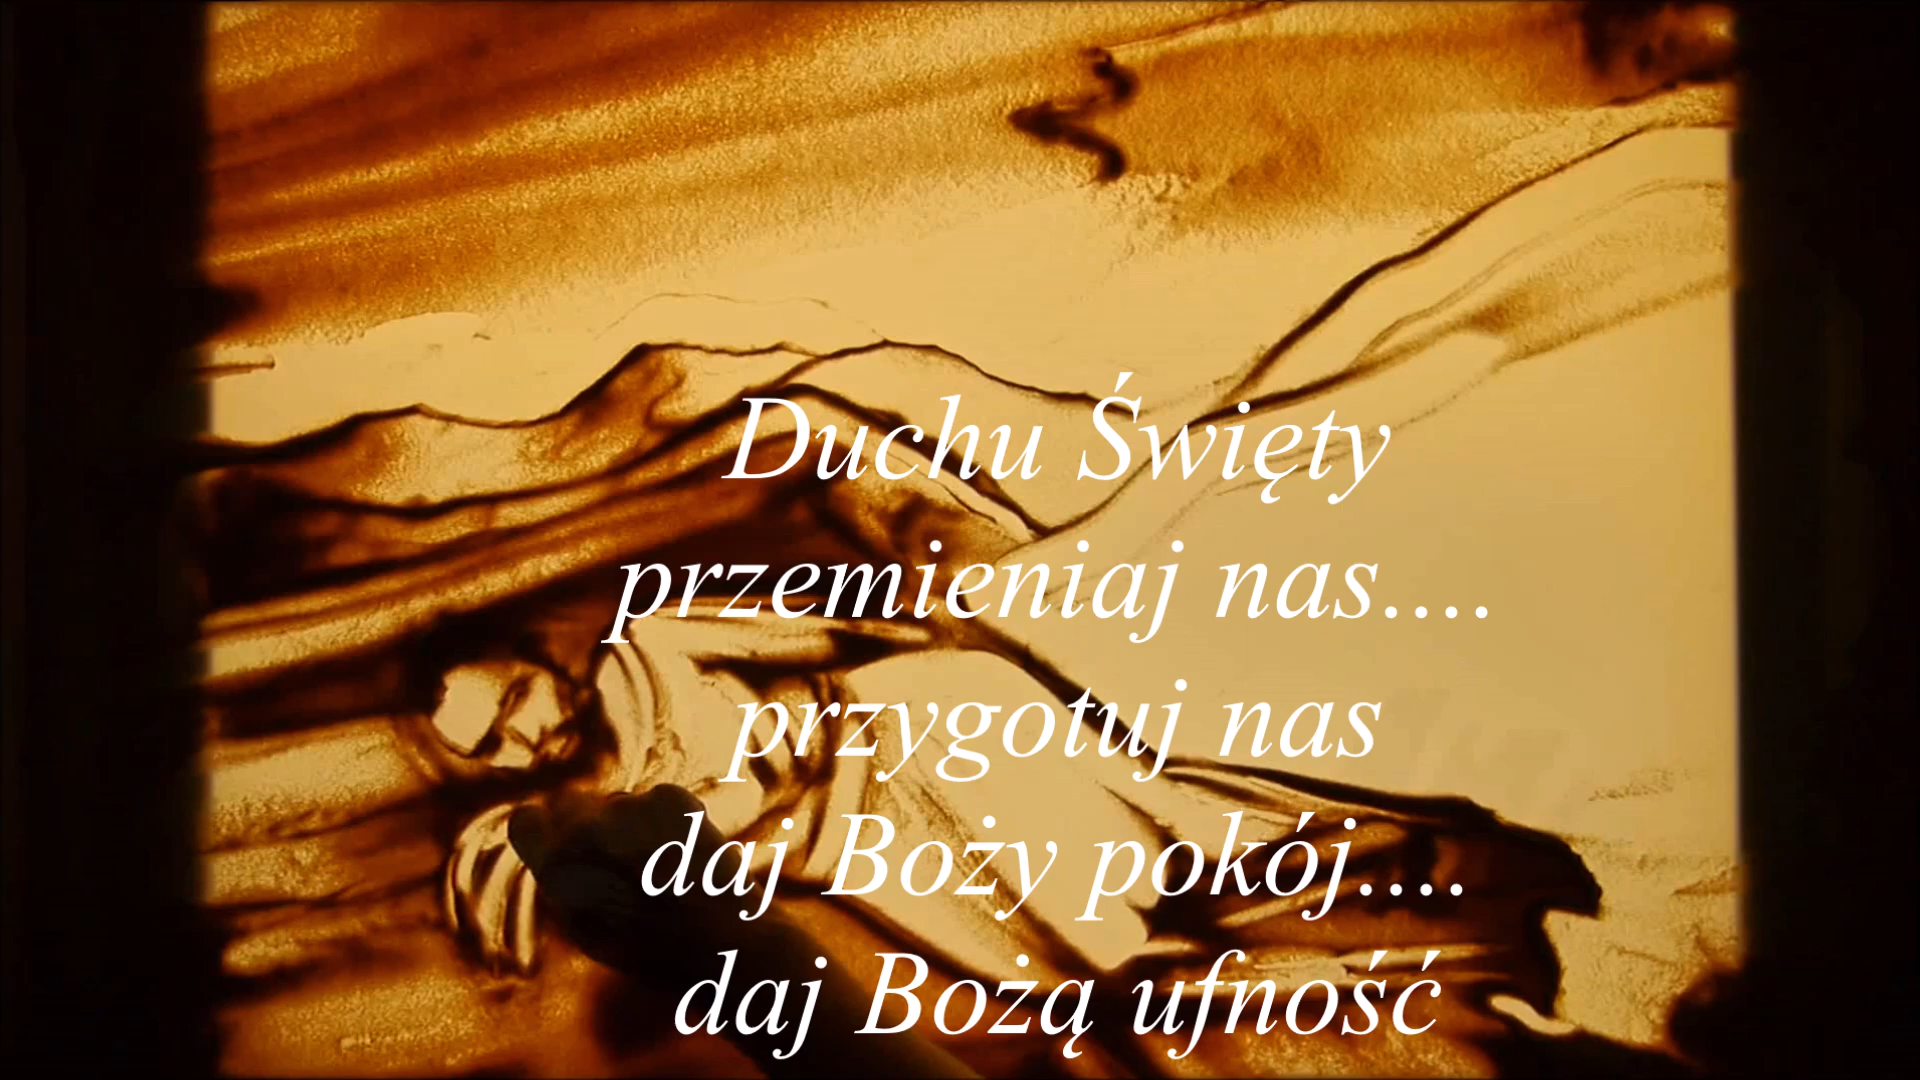 Duchu Święty
przemieniaj nas....
przygotuj nas
daj Boży pokój....
daj Bożą ufność